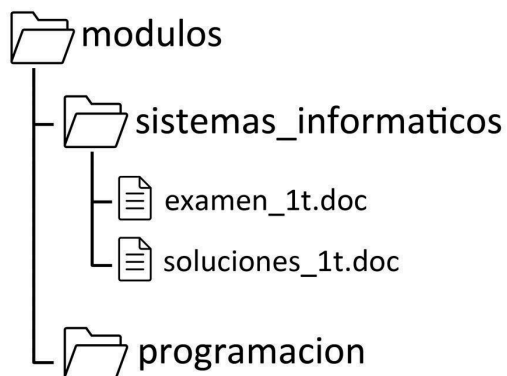 modulos
sistemas_informaticos
examen_1t.doc
soluciones_1t.doc
programacion